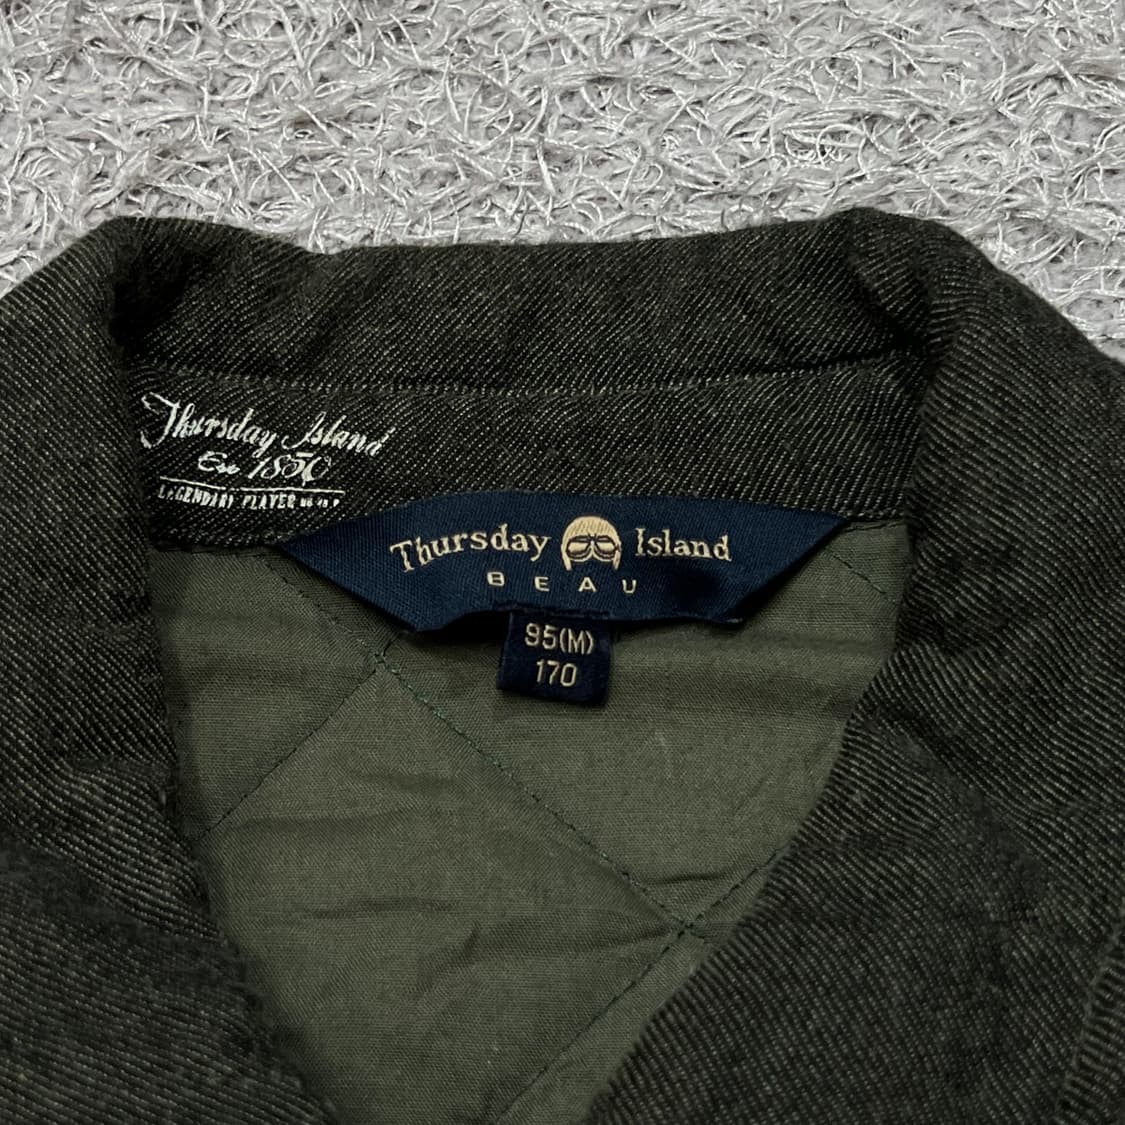 Thursday Island
Est 1850
LEGENDARY PLAYER
Thursday Island
BEAU
95(M)
170